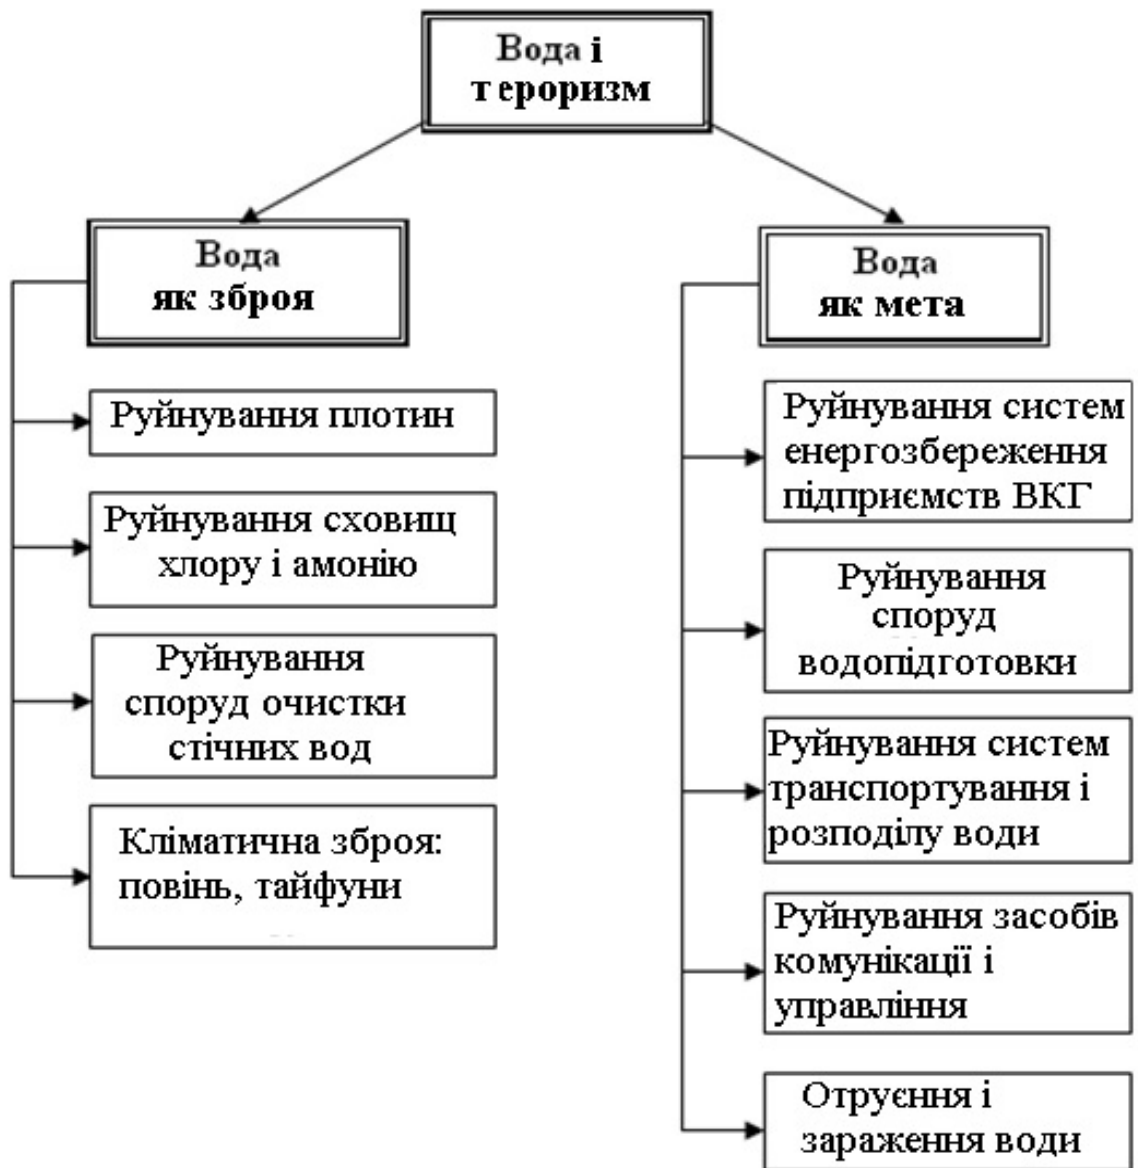 Вода і
тероризм
Вода
як зброя
Руйнування плотин
Руйнування сховищ
хлору і амонію
Руйнування
споруд очистки
стічних вод
Кліматична зброя:
повінь, тайфуни
Вода
як мета
Руйнування систем
енергозбереження
підприємств ВКГ
Руйнування
споруд
водопідготовки
Руйнування систем
транспортування і
розподілу води
Руйнування засобів
комунікації і
управління
Отруєння і
зараження води